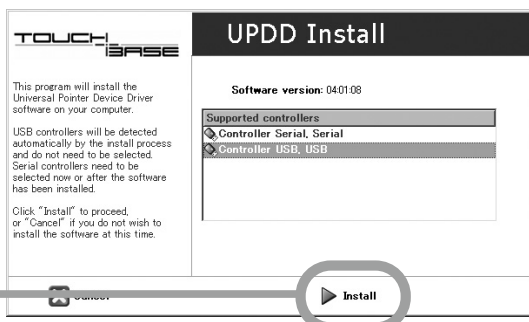 TOUCH-
BASE
UPDD Install
This program will install the
Universal Pointer Device Driver
software on your computer.
USB controllers will be detected
automatically by the install process
and do not need to be selected.
Serial controllers need to be
selected now or after the software
has been installed.
Click "Install" to proceed,
or "Cancel" if you do not wish to
install the software at this time.
Software version: 04.01.08
Supported controllers
Controller Serial, Serial
Controller USB, USB
Install